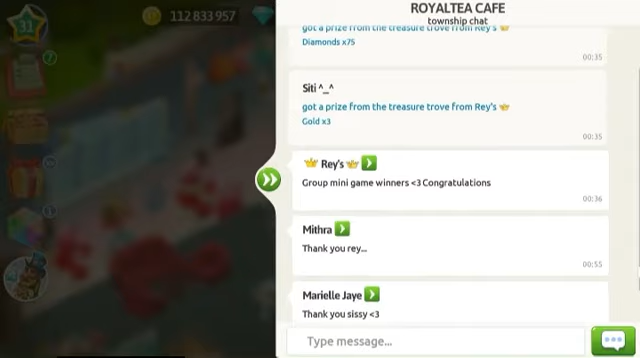 31
112 833 957
ROYALTEA CAFE
township chat
got a prize from the treasure trove from Rey's
Diamonds x75
00:35
Siti ^_^
got a prize from the treasure trove from Rey's
Gold x3
00:35
Rey's
Group mini game winners <3 Congratulations
00:36
Mithra
Thank you rey...
00:55
Marielle Jaye
Thank you sissy <3
Type message...